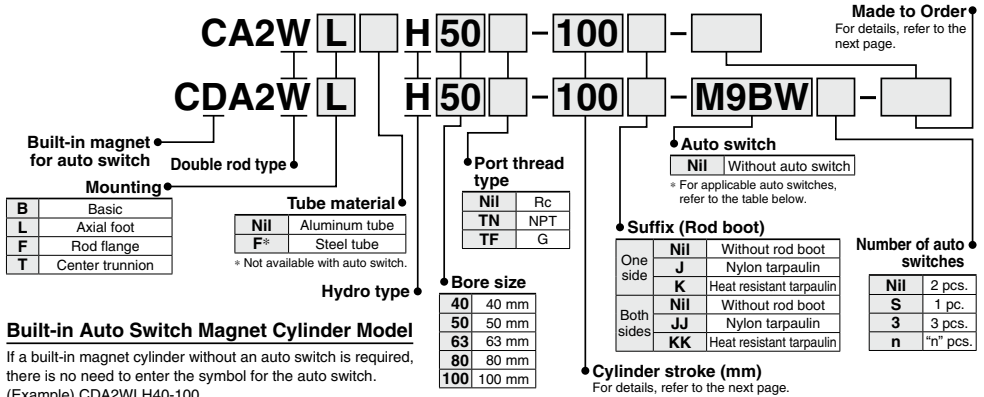 CA2W L H 50 - 100 -
CDA2W L H 50 - 100 - M9BW -
Made to Order
For details, refer to the
next page.
Built-in magnet
for auto switch
Double rod type
Mounting
B Basic
L Axial foot
F Rod flange
T Center trunnion
Tube material
Nil Aluminum tube
F* Steel tube
* Not available with auto switch.
Hydro type
Port thread
type
Nil Rc
TN NPT
TF G
Bore size
40 40 mm
50 50 mm
63 63 mm
80 80 mm
100 100 mm
Auto switch
Nil Without auto switch
* For applicable auto switches,
refer to the table below.
Suffix (Rod boot)
One
side
Nil Without rod boot
J Nylon tarpaulin
K Heat resistant tarpaulin
Both
sides
Nil Without rod boot
JJ Nylon tarpaulin
KK Heat resistant tarpaulin
Number of auto
switches
Nil 2 pcs.
S 1 pc.
3 3 pcs.
n "n" pcs.
Cylinder stroke (mm)
For details, refer to the next page.
Built-in Auto Switch Magnet Cylinder Model
If a built-in magnet cylinder without an auto switch is required,
there is no need to enter the symbol for the auto switch.
(Example) CDA2WLH40-100